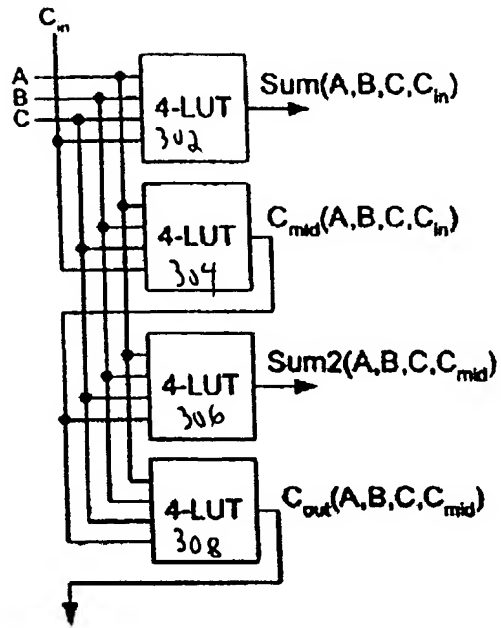 C_in
A
B
C
4-LUT
302
Sum(A,B,C,C_in)
4-LUT
304
C_mid(A,B,C,C_in)
4-LUT
306
Sum2(A,B,C,C_mid)
4-LUT
308
C_out(A,B,C,C_mid)